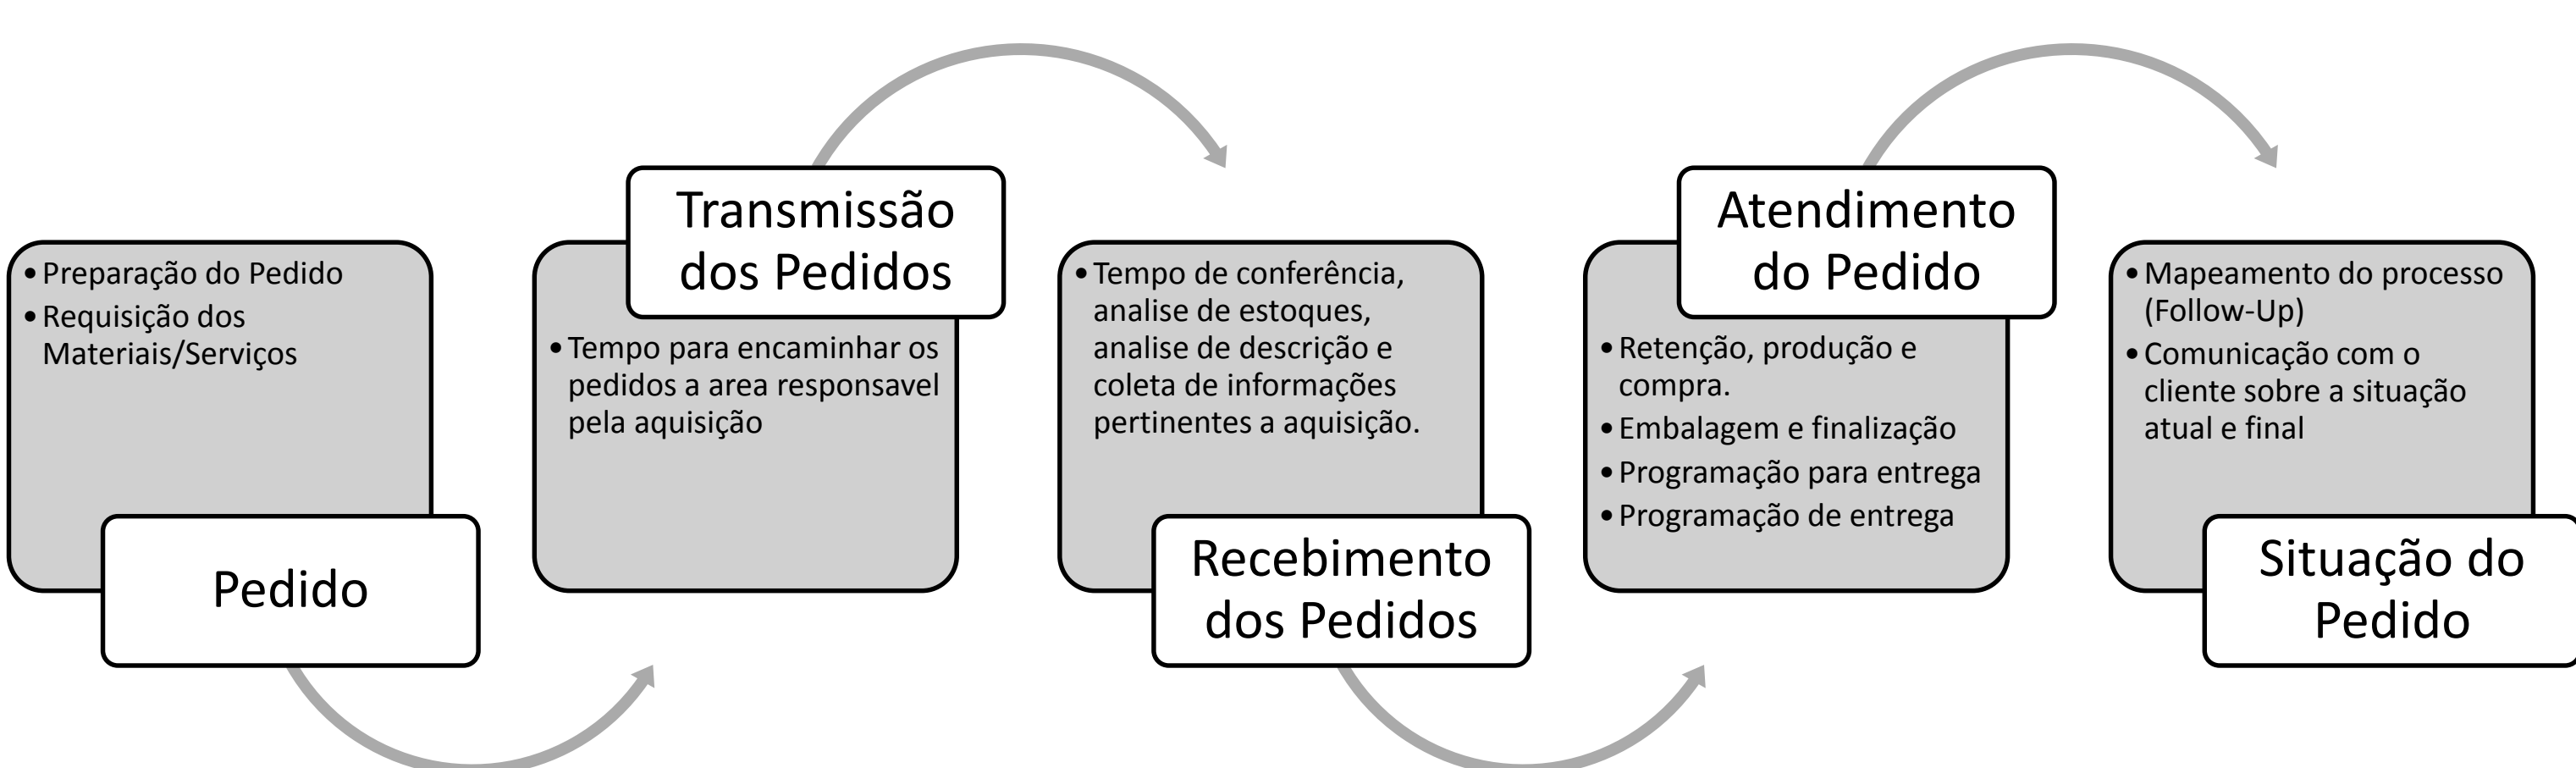 • Preparação do Pedido
• Requisição dos
Materiais/Serviços
Pedido
Transmissão
dos Pedidos
• Tempo para encaminhar os
pedidos a area responsavel
pela aquisição
• Tempo de conferência,
analise de estoques,
analise de descrição e
coleta de informações
pertinentes a aquisição.
Recebimento
dos Pedidos
Atendimento
do Pedido
• Retenção, produção e
compra.
• Embalagem e finalização
• Programação para entrega
• Programação de entrega
• Mapeamento do processo
(Follow-Up)
• Comunicação com o
cliente sobre a situação
atual e final
Situação do
Pedido